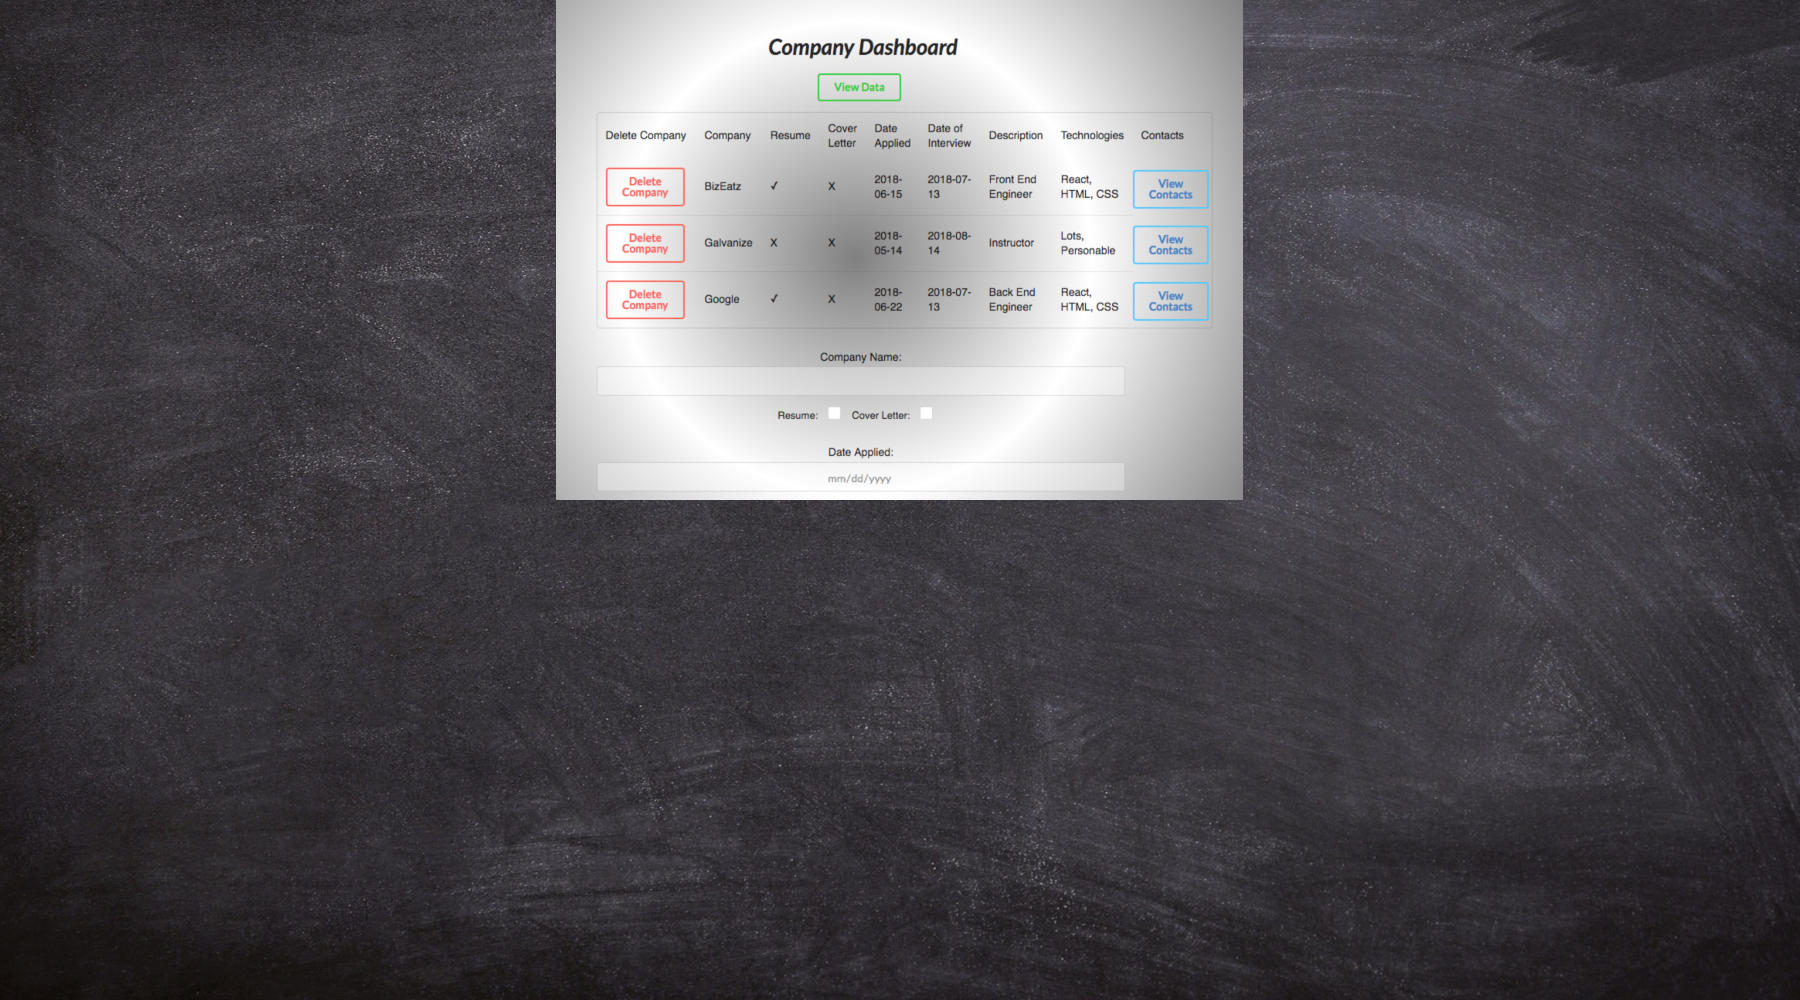 Company Dashboard
View Data
Delete Company Company Resume Cover Letter Date Applied Date of Interview Description Technologies Contacts
Delete Company BizEatz ✓ X 2018-06-15 2018-07-13 Front End Engineer React, HTML, CSS View Contacts
Delete Company Galvanize X X 2018-05-14 2018-08-14 Instructor Lots, Personable View Contacts
Delete Company Google ✓ X 2018-06-22 2018-07-13 Back End Engineer React, HTML, CSS View Contacts
Company Name:
Resume: Cover Letter:
Date Applied:
mm/dd/yyyy